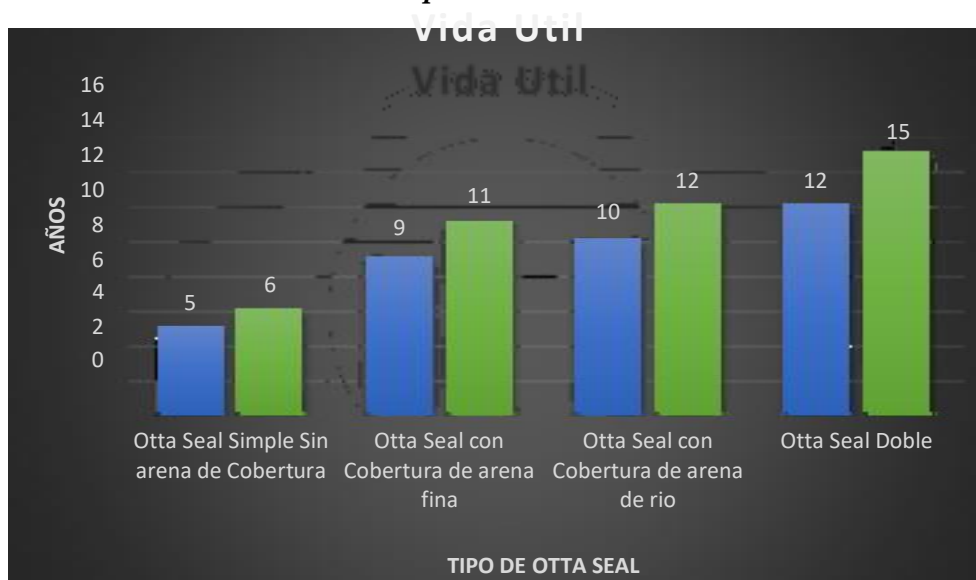 Vida Util
Vida Util
16
14
12
10
8
6
4
2
0
AÑOS
5
6
9
11
10
12
12
15
Otta Seal Simple Sin
arena de Cobertura
Otta Seal con
Cobertura de arena
fina
Otta Seal con
Cobertura de arena
de rio
Otta Seal Doble
TIPO DE OTTA SEAL